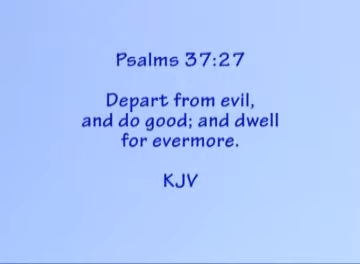 Psalms 37:27
Depart from evil,
and do good; and dwell
for evermore.
KJV